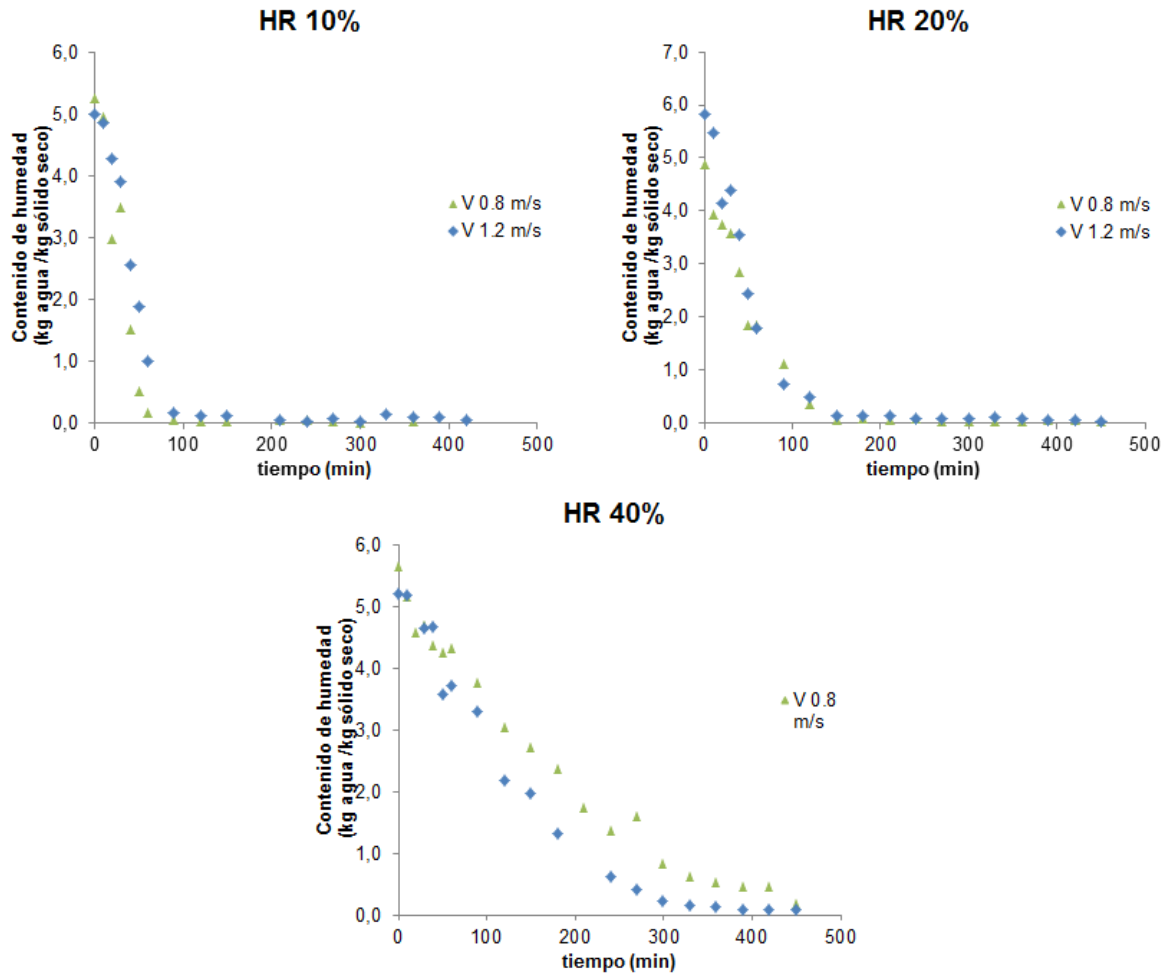 HR 10%
6,0
5,0
4,0
3,0
2,0
1,0
0,0
Contenido de humedad
(kg agua /kg sólido seco)
0
100
200
300
400
500
tiempo (min)
V 0.8 m/s
V 1.2 m/s
HR 20%
7,0
6,0
5,0
4,0
3,0
2,0
1,0
0,0
Contenido de humedad
(kg agua /kg sólido seco)
0
100
200
300
400
500
tiempo (min)
V 0.8 m/s
V 1.2 m/s
HR 40%
6,0
5,0
4,0
3,0
2,0
1,0
0,0
Contenido de humedad
(kg agua /kg sólido seco)
0
100
200
300
400
500
tiempo (min)
V 0.8
m/s